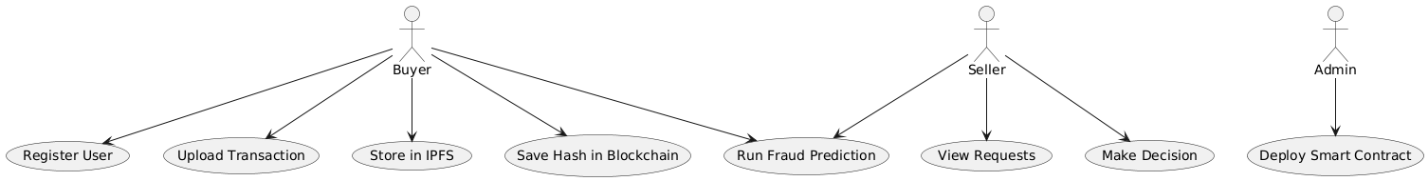 Buyer
Seller
Admin
Register User
Upload Transaction
Store in IPFS
Save Hash in Blockchain
Run Fraud Prediction
View Requests
Make Decision
Deploy Smart Contract